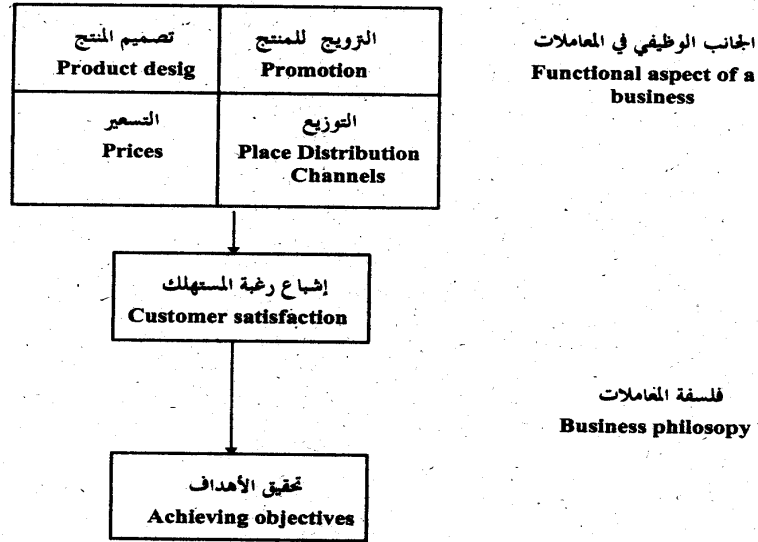 تصميم المنتج
Product desig
الترويج للمنتج
Promotion
الجانب الوظيفي في المعاملات
Functional aspect of a
business
التسعير
Prices
التوزيع
Place Distribution
Channels
إشباع رغبة المستهلك
Customer satisfaction
فلسفة المعاملات
Business philosopy
تحقيق الأهداف
Achieving objectives